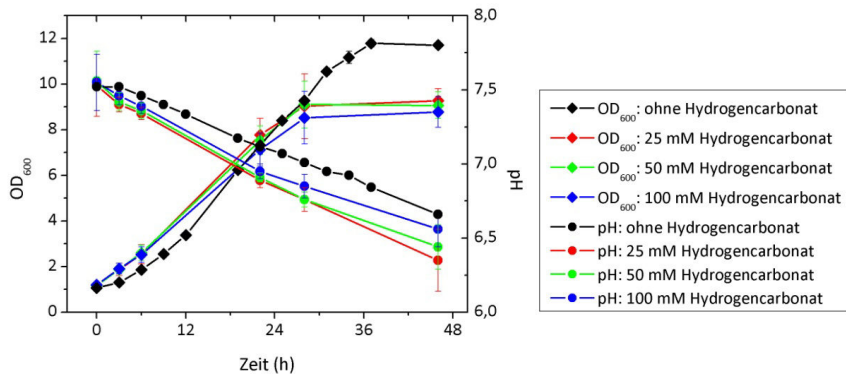 8,0
12
10
7,5
8
OD600
7,0
pH
6
4
6,5
2
0
6,0
0
12
24
36
48
Zeit (h)
OD600: ohne Hydrogencarbonat
OD600: 25 mM Hydrogencarbonat
OD600: 50 mM Hydrogencarbonat
OD600: 100 mM Hydrogencarbonat
pH: ohne Hydrogencarbonat
pH: 25 mM Hydrogencarbonat
pH: 50 mM Hydrogencarbonat
pH: 100 mM Hydrogencarbonat